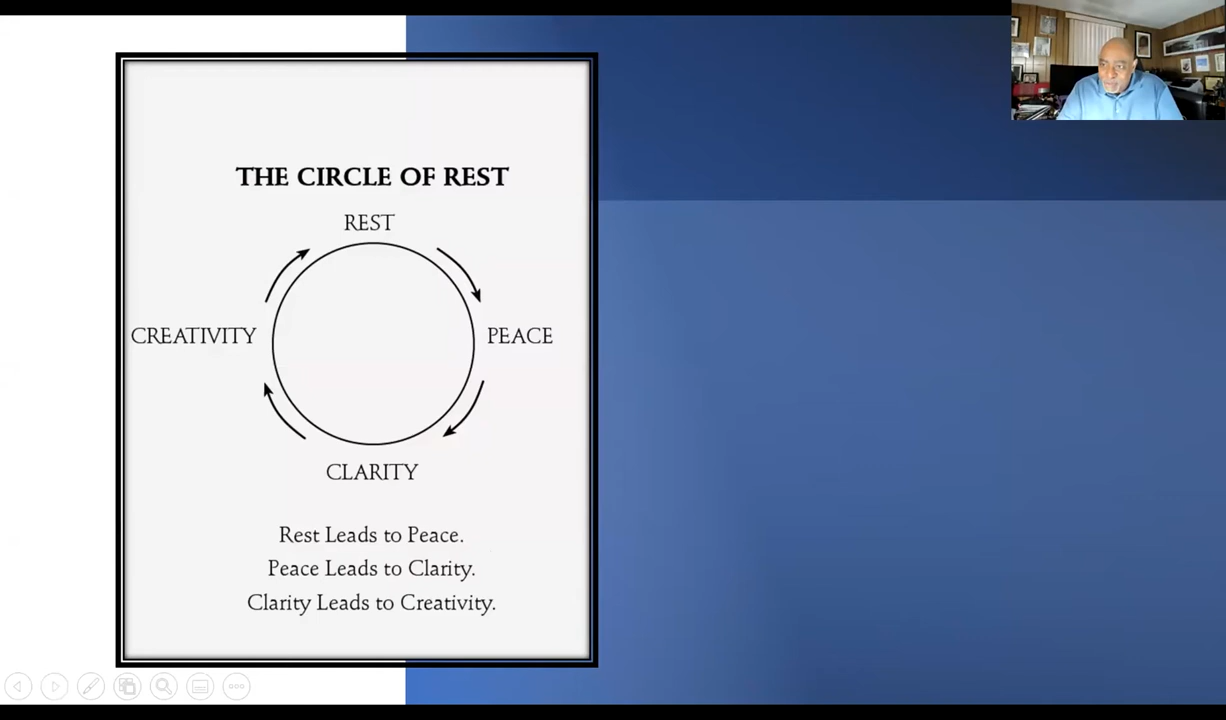 THE CIRCLE OF REST
REST
CREATIVITY
PEACE
CLARITY
Rest Leads to Peace.
Peace Leads to Clarity.
Clarity Leads to Creativity.